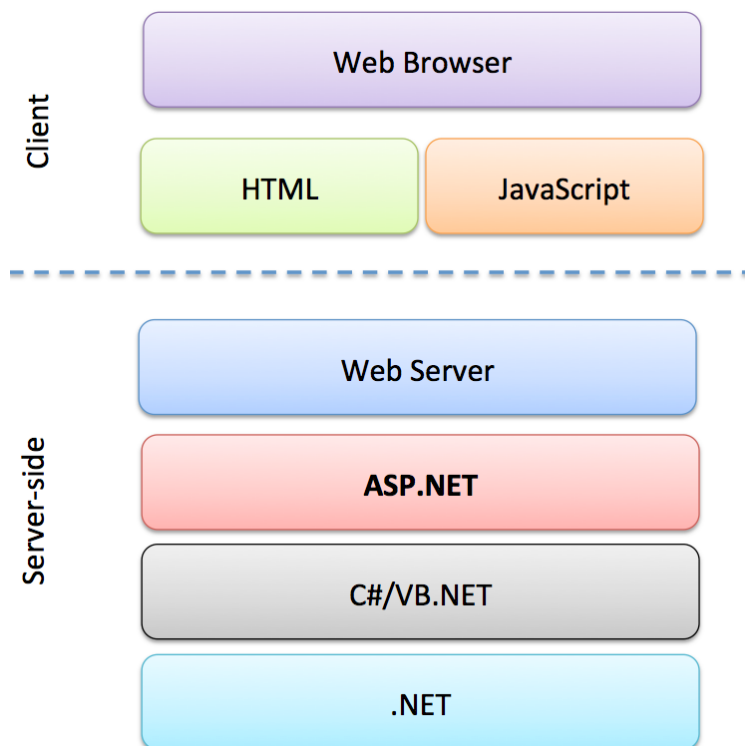 Client
Web Browser
HTML
JavaScript
Server-side
Web Server
ASP.NET
C#/VB.NET
.NET